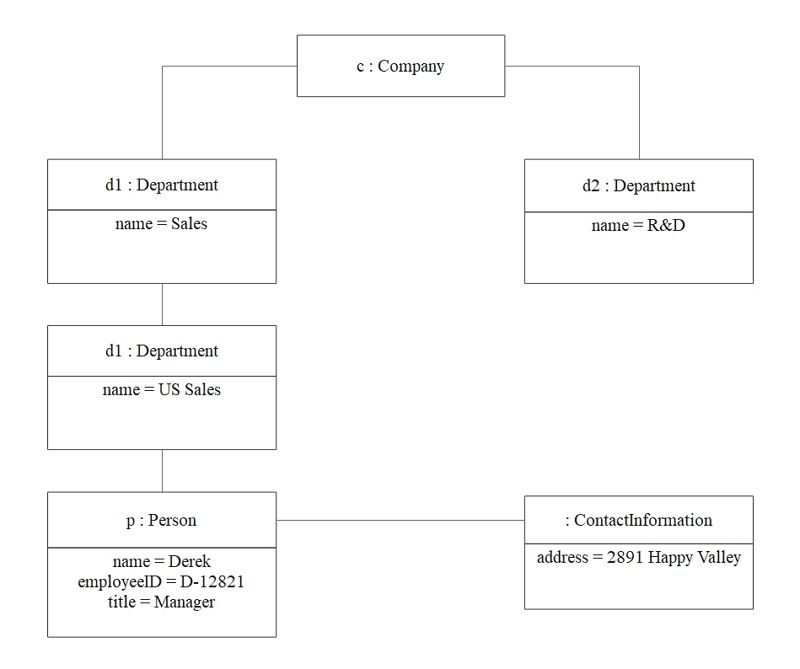 c : Company
d1 : Department
name = Sales
d2 : Department
name = R&D
d1 : Department
name = US Sales
p : Person
name = Derek
employeeID = D-12821
title = Manager
: ContactInformation
address = 2891 Happy Valley